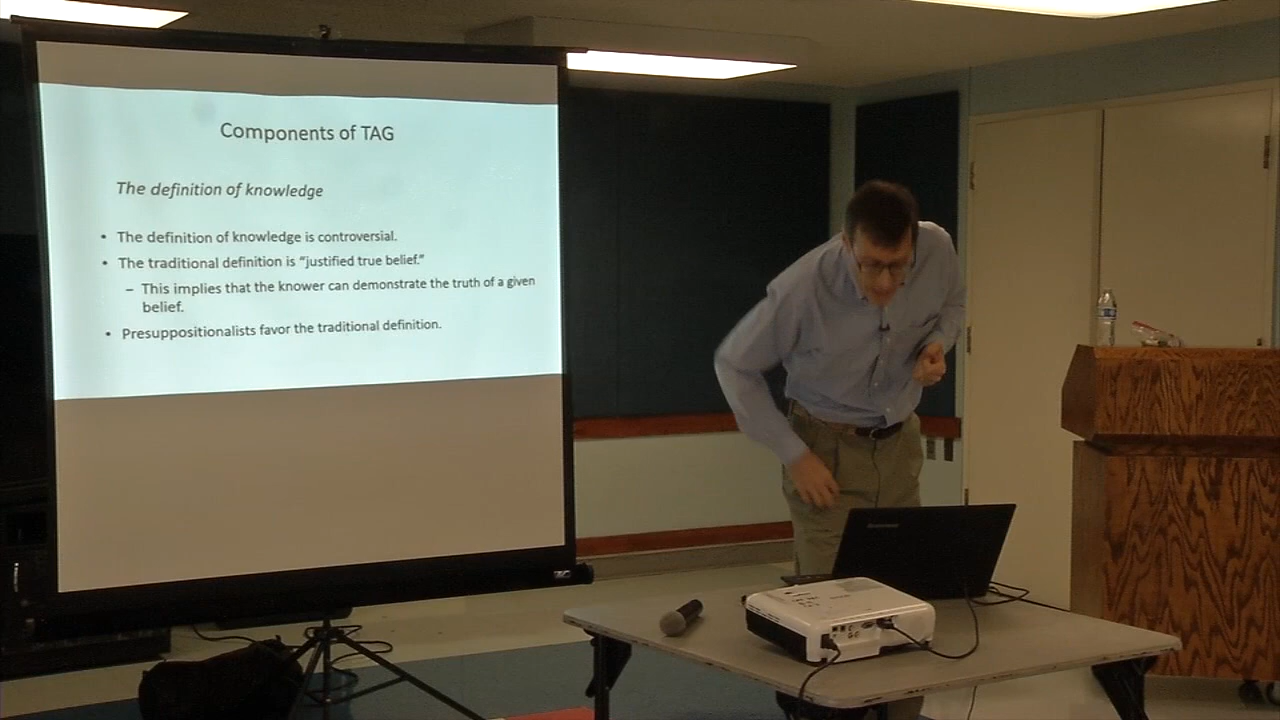 Components of TAG
The definition of knowledge
• The definition of knowledge is controversial.
• The traditional definition is “justified true belief.”
– This implies that the knower can demonstrate the truth of a given
belief.
• Presuppositionalists favor the traditional definition.